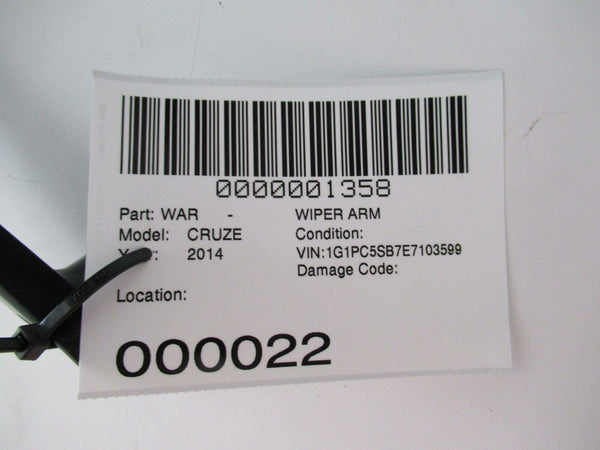 0000001358
Part: WAR - WIPER ARM
Model: CRUZE Condition:
2014 VIN:1G1PC5SB7E7103599
Damage Code:
Location:
000022